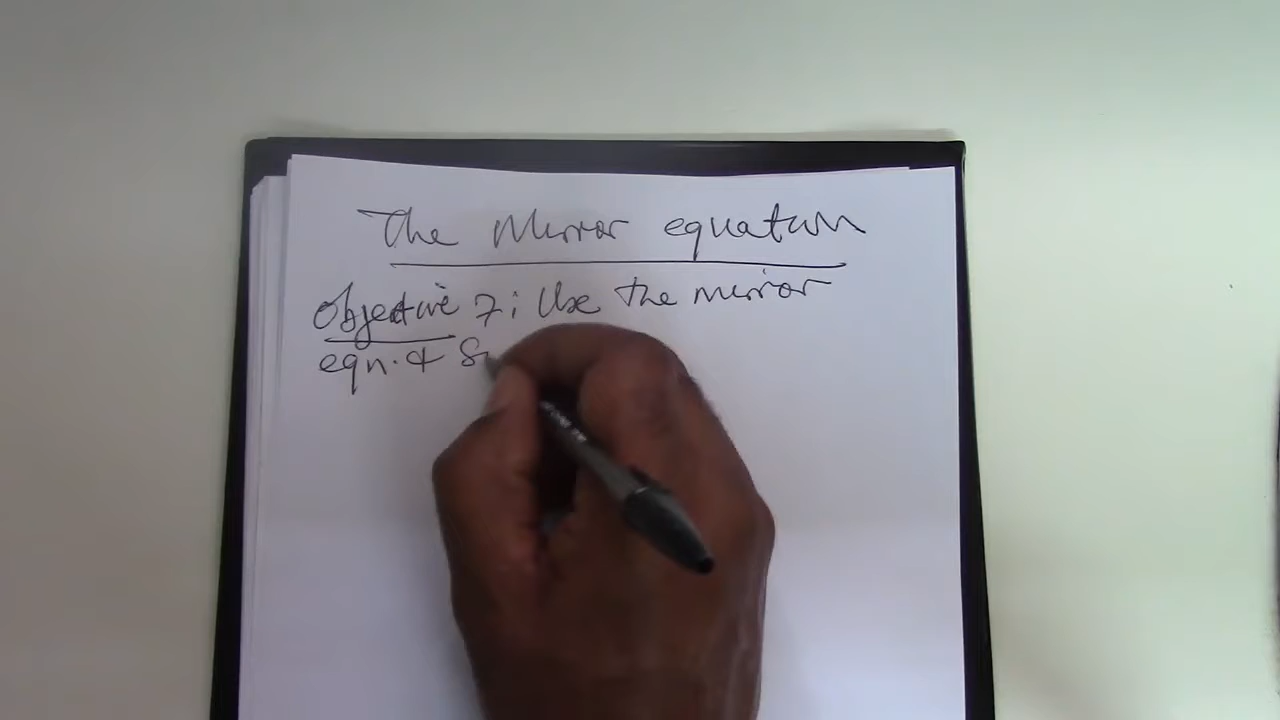 The Mirror equation
Objective 7: Use the mirror
eqn. &